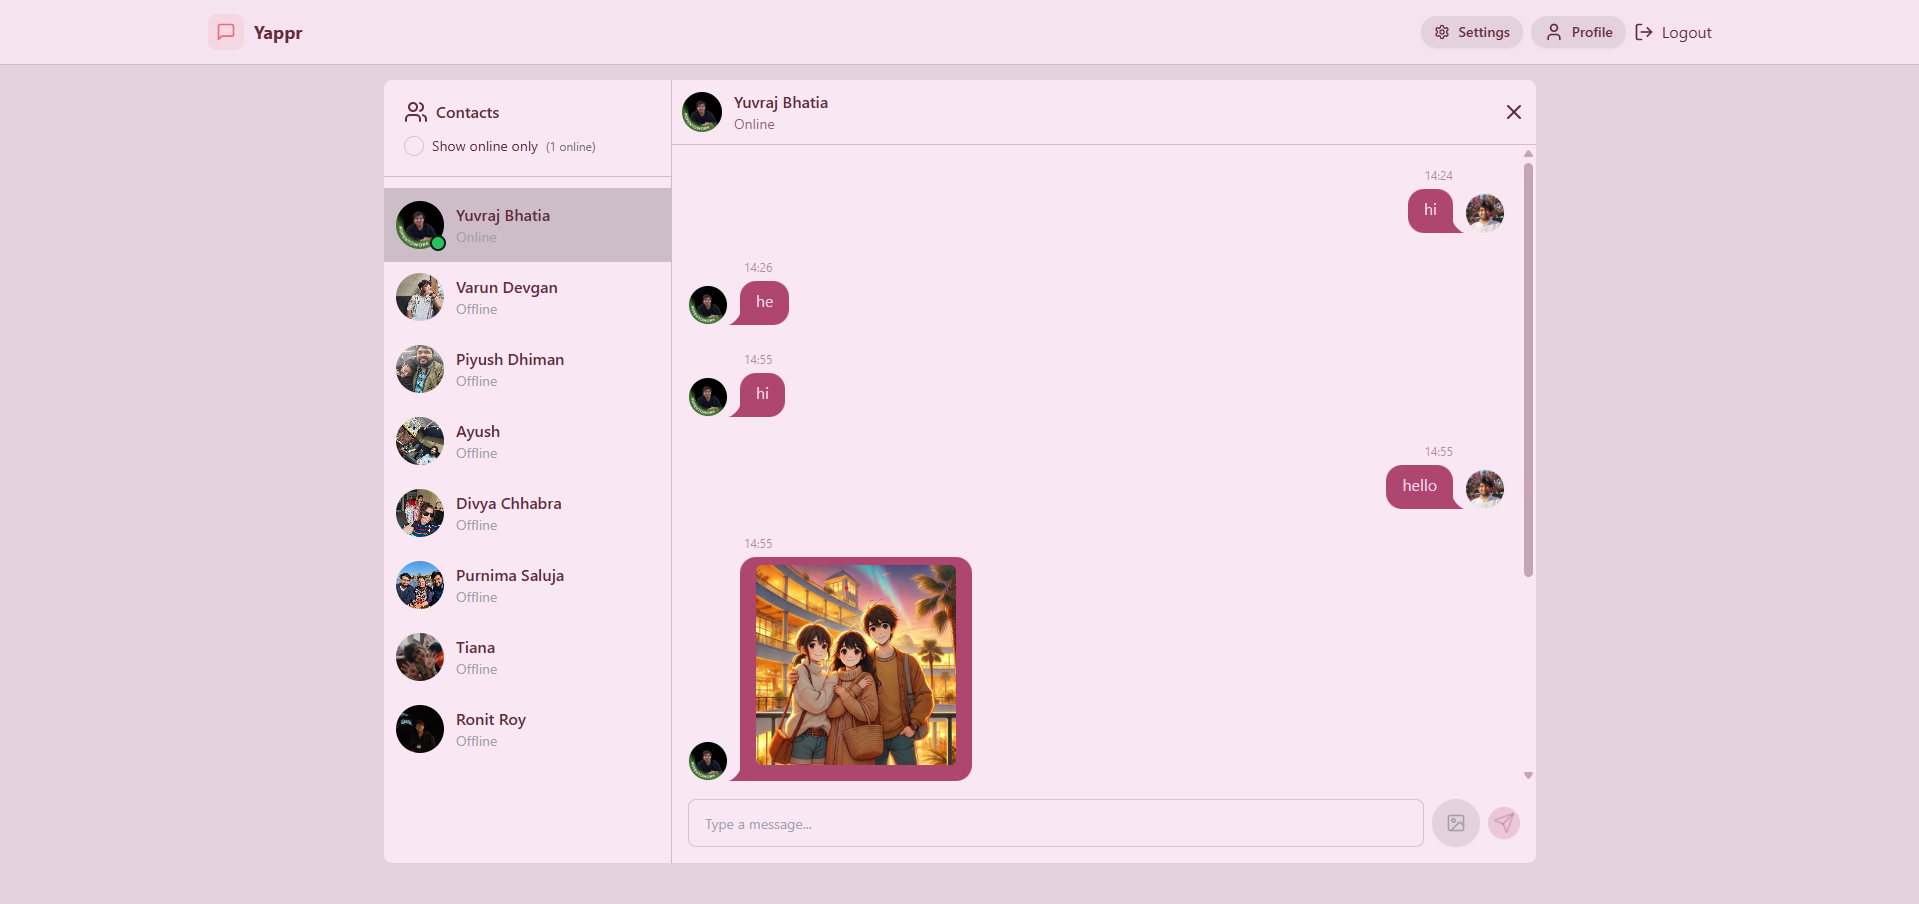 Yappr
Settings
Profile
Logout
Contacts
Show online only (1 online)
Yuvraj Bhatia
Online
Varun Devgan
Offline
Piyush Dhiman
Offline
Ayush
Offline
Divya Chhabra
Offline
Purnima Saluja
Offline
Tiana
Offline
Ronit Roy
Offline
Yuvraj Bhatia
Online
14:24
hi
14:26
he
14:55
hi
14:55
hello
14:55
Type a message...